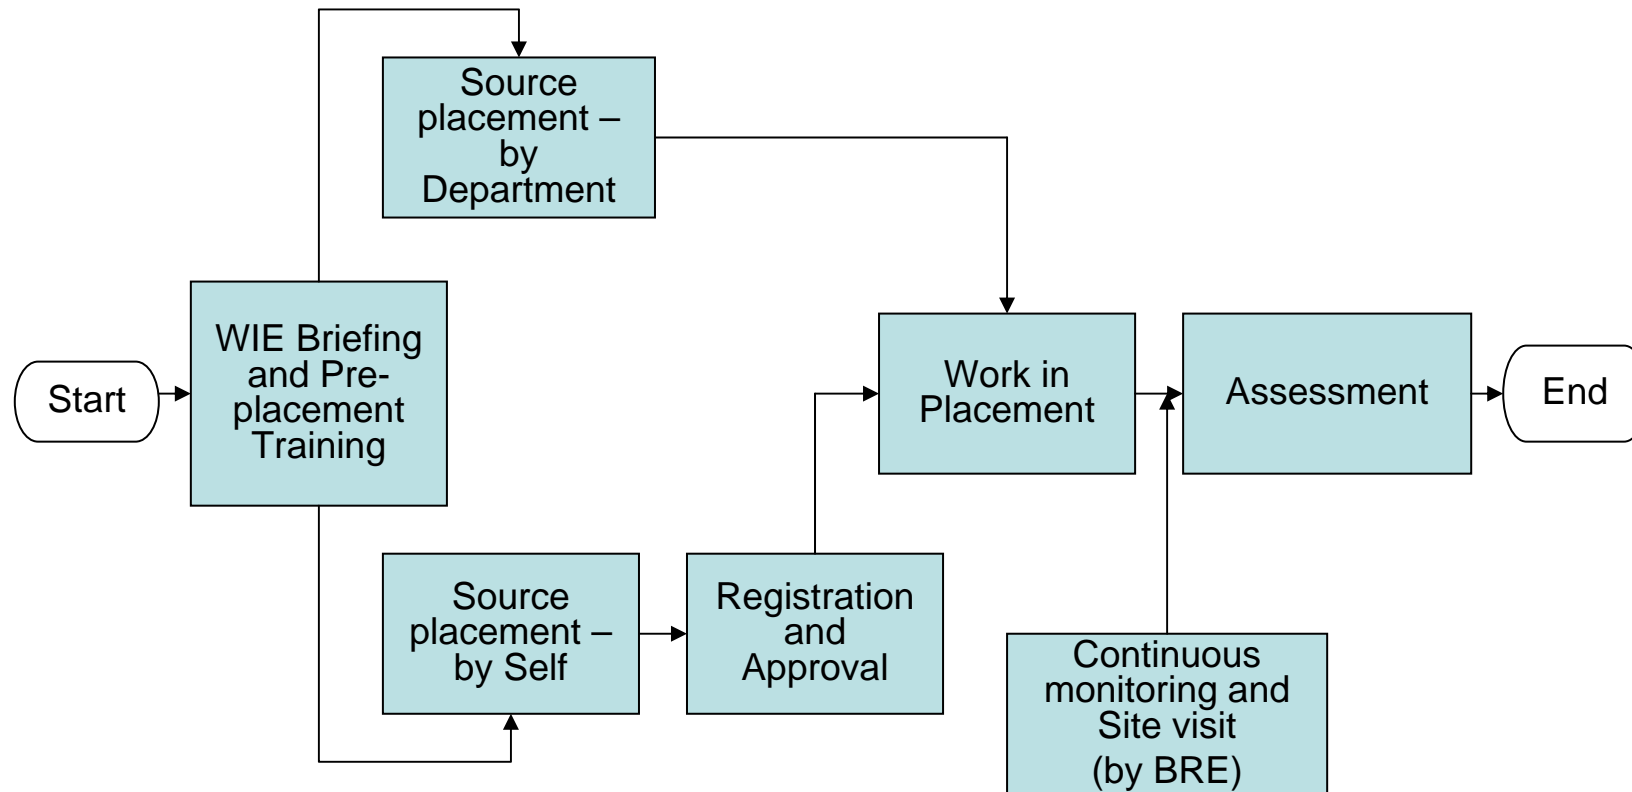 Source
placement –
by
Department
Start
WIE Briefing
and Pre-
placement
Training
Work in
Placement
Assessment
End
Source
placement –
by Self
Registration
and
Approval
Continuous
monitoring and
Site visit
(by BRE)